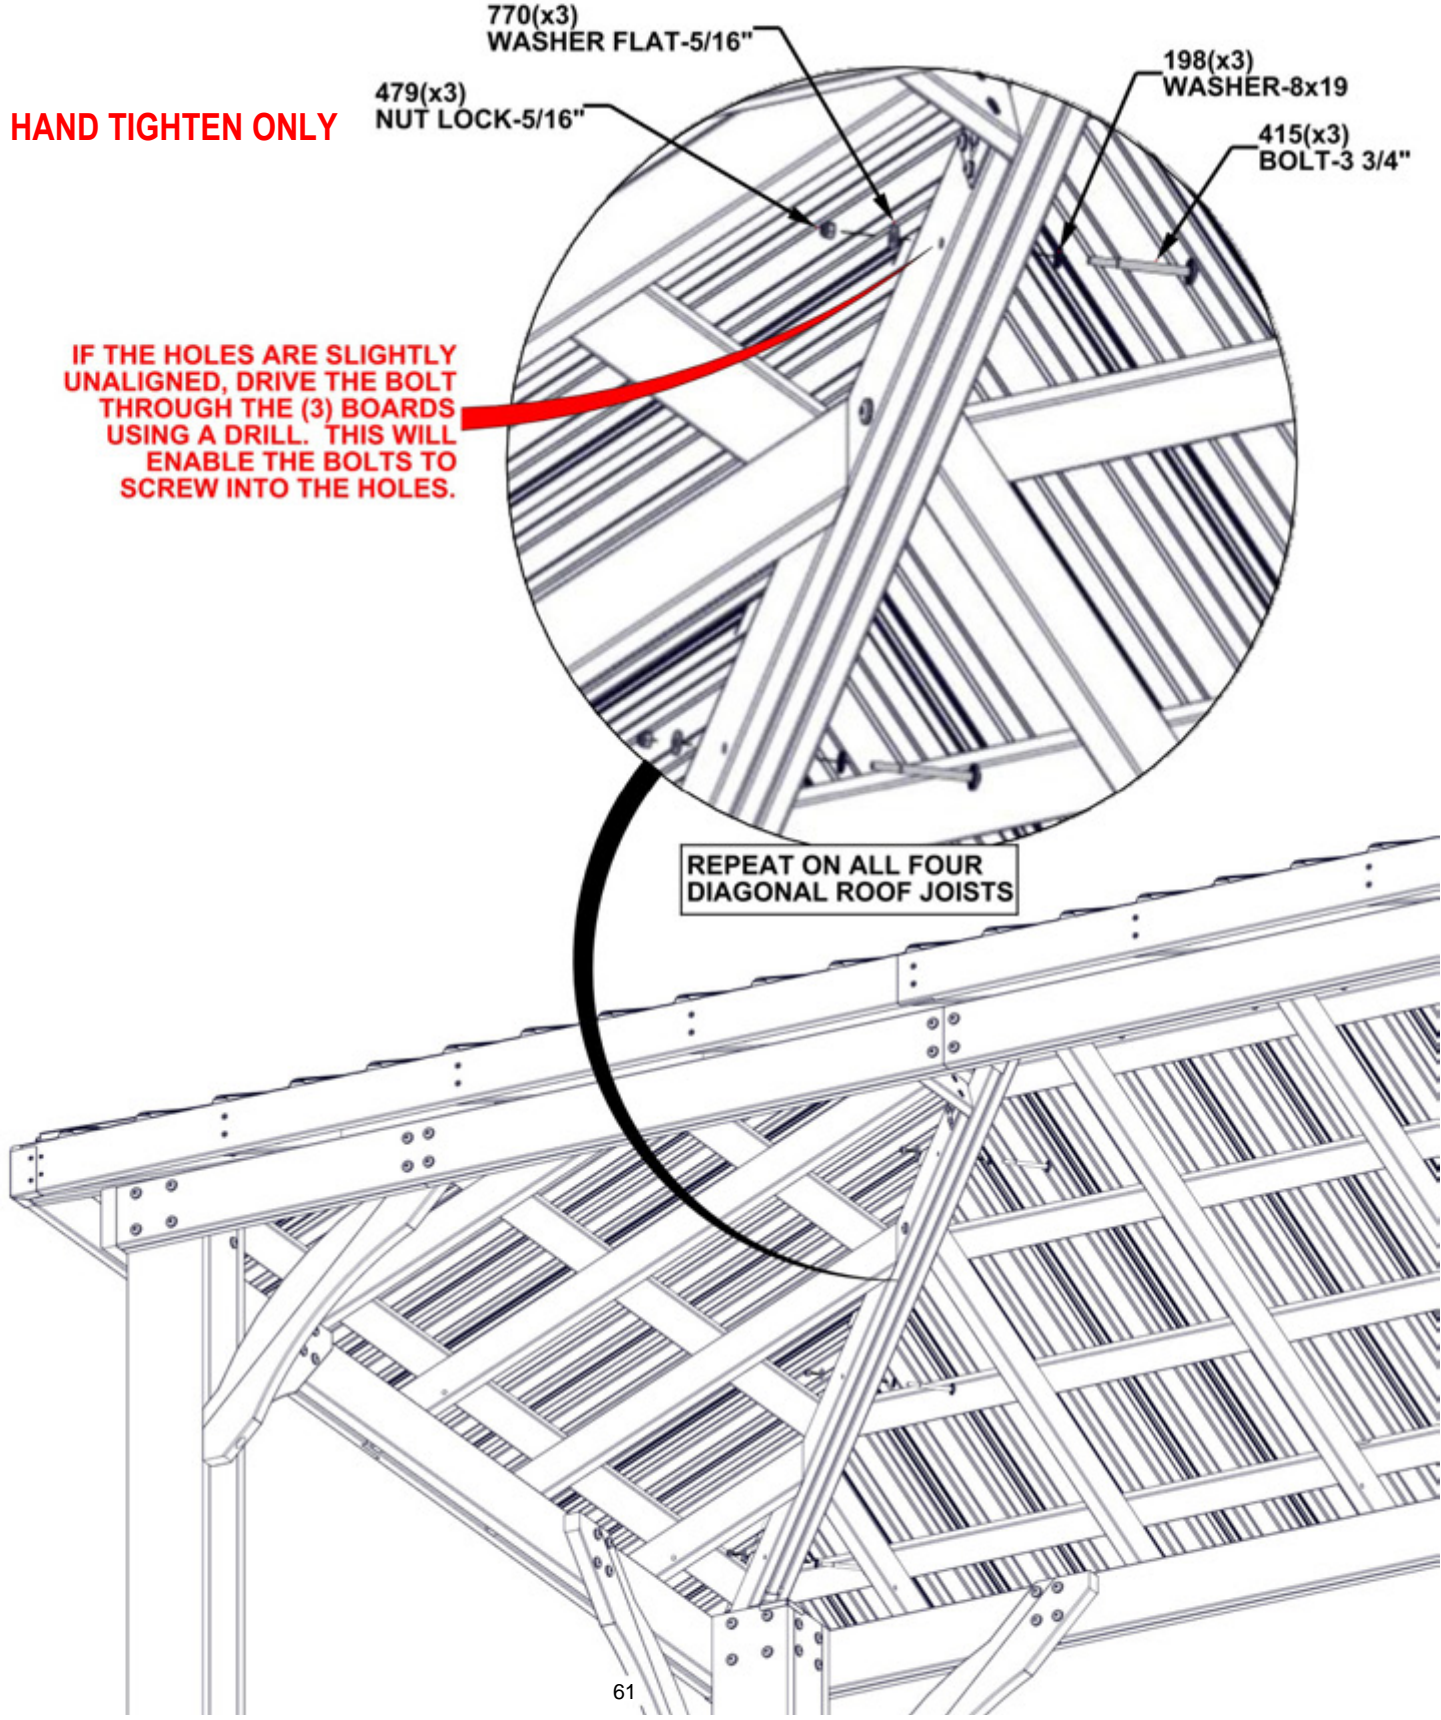 770(x3)
WASHER FLAT-5/16"
198(x3)
WASHER-8x19
479(x3)
NUT LOCK-5/16"
HAND TIGHTEN ONLY
415(x3)
BOLT-3 3/4"
IF THE HOLES ARE SLIGHTLY
UNALIGNED, DRIVE THE BOLT
THROUGH THE (3) BOARDS
USING A DRILL.  THIS WILL
ENABLE THE BOLTS TO
SCREW INTO THE HOLES.
REPEAT ON ALL FOUR
DIAGONAL ROOF JOISTS
61